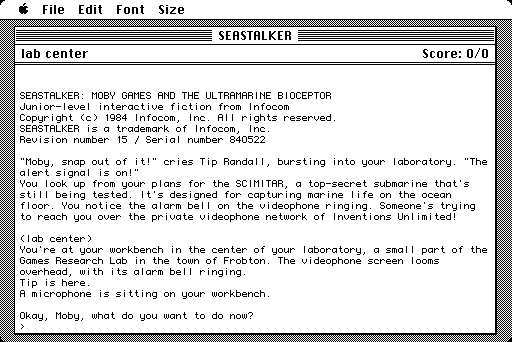 File Edit Font Size
SEASTALKER
lab center Score: 0/0
SEASTALKER: MOBY GAMES AND THE ULTRAMARINE BIOCEPTOR
Junior-level interactive fiction from Infocom
Copyright (c) 1984 Infocom, Inc. All rights reserved.
SEASTALKER is a trademark of Infocom, Inc.
Revision number 15 / Serial number 840522
"Moby, snap out of it!" cries Tip Randall, bursting into your laboratory. "The
alert signal is on!"
You look up from your plans for the SCIMITAR, a top-secret submarine that's
still being tested. It's designed for capturing marine life on the ocean
floor. You notice the alarm bell on the videophone ringing. Someone's trying
to reach you over the private videophone network of Inventions Unlimited!
(lab center)
You're at your workbench in the center of your laboratory, a small part of the
Games Research Lab in the town of Frobton. The videophone screen looms
overhead, with its alarm bell ringing.
Tip is here.
A microphone is sitting on your workbench.
Okay, Moby, what do you want to do now?
>